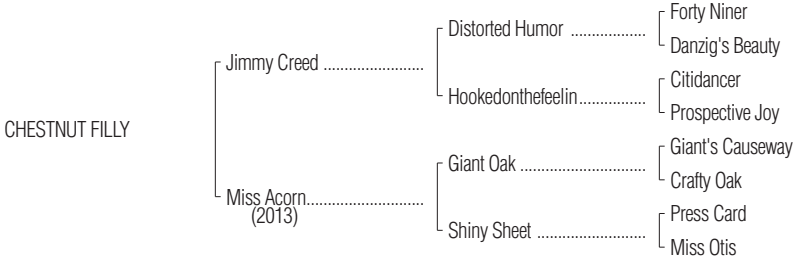 Forty Niner
Distorted Humor ...................
Danzig's Beauty
Jimmy Creed ........................
Citidancer
Hookedonthefeelin.................
Prospective Joy
CHESTNUT FILLY
Giant's Causeway
Giant Oak ................................
Crafty Oak
Miss Acorn............................
(2013)
Press Card
Shiny Sheet ............................
Miss Otis